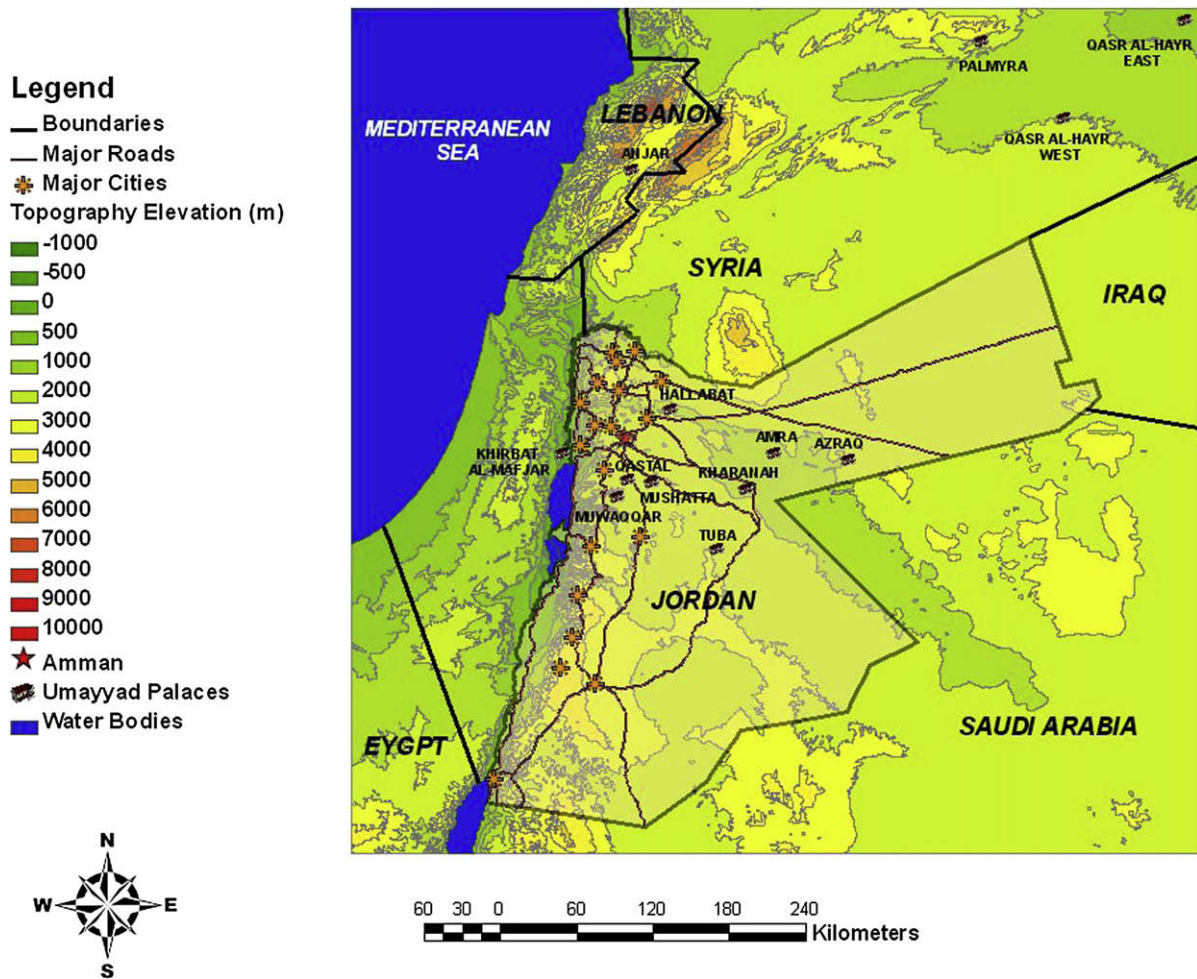 Legend
Boundaries
Major Roads
Major Cities
Topography Elevation (m)
-1000
-500
0
500
1000
2000
3000
4000
5000
6000
7000
8000
9000
10000
Amman
Umayyad Palaces
Water Bodies
N
W E
S
MEDITERRANEAN
SEA
LEBANON
ANJAR
PALMYRA
QASR AL-HAYR
EAST
QASR AL-HAYR
WEST
SYRIA
IRAQ
HALLABAT
AMRA
AZRAQ
KHIRBAT
AL-MAFJAR
QASTAL
KHARANAH
MUSHATTA
MUWAQQAR
TUBA
JORDAN
SAUDI ARABIA
EYGPT
60 30 0 60 120 180 240
Kilometers